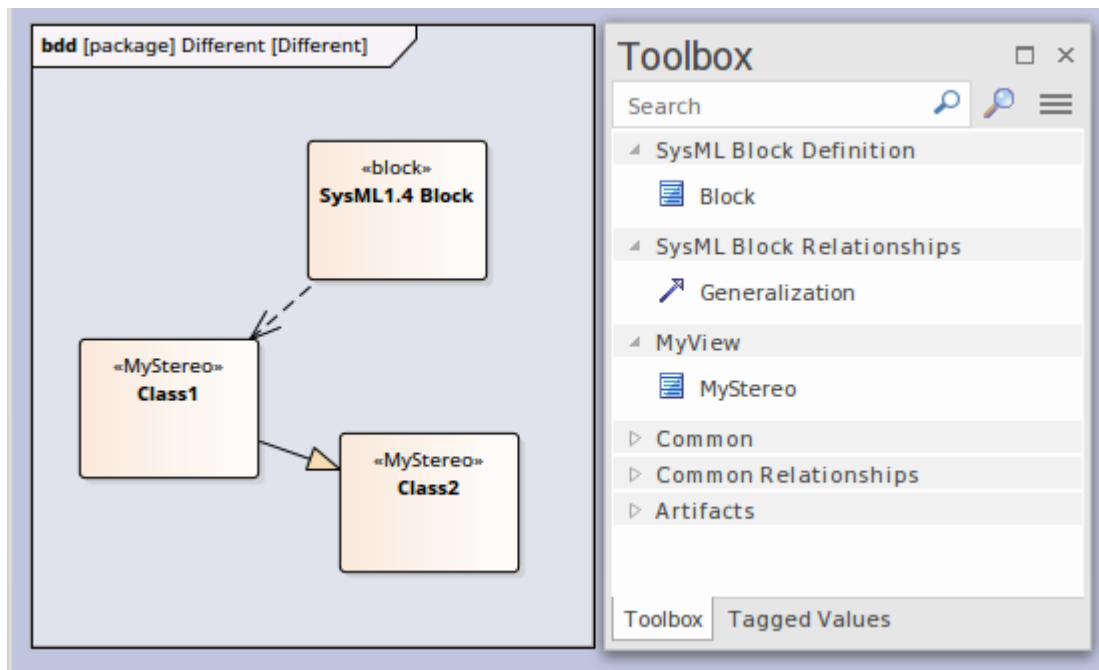 bdd [package] Different [Different]
«block»
SysML1.4 Block
«MyStereo»
Class1
«MyStereo»
Class2
Toolbox
Search
SysML Block Definition
Block
SysML Block Relationships
Generalization
MyView
MyStereo
Common
Common Relationships
Artifacts
Toolbox
Tagged Values